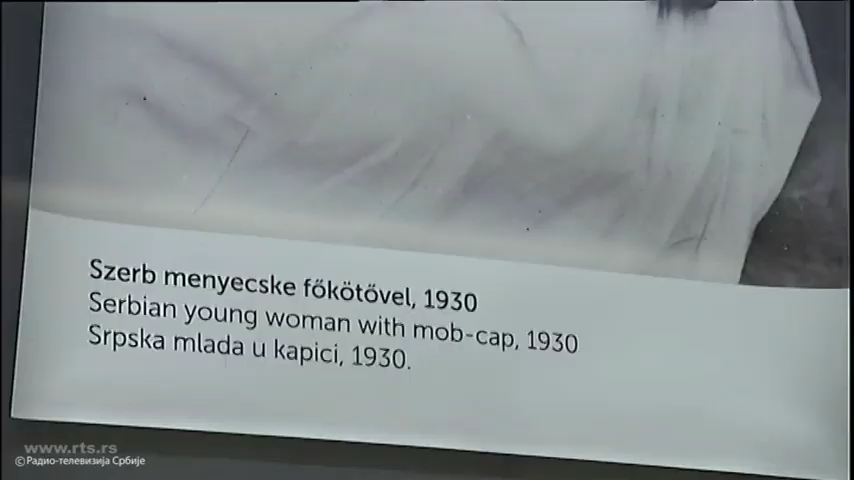 Szerb menyecske főkötővel, 1930
Serbian young woman with mob-cap, 1930
Srpska mlada u kapici, 1930.
www.rts.rs
©Радио-телевизија Србије